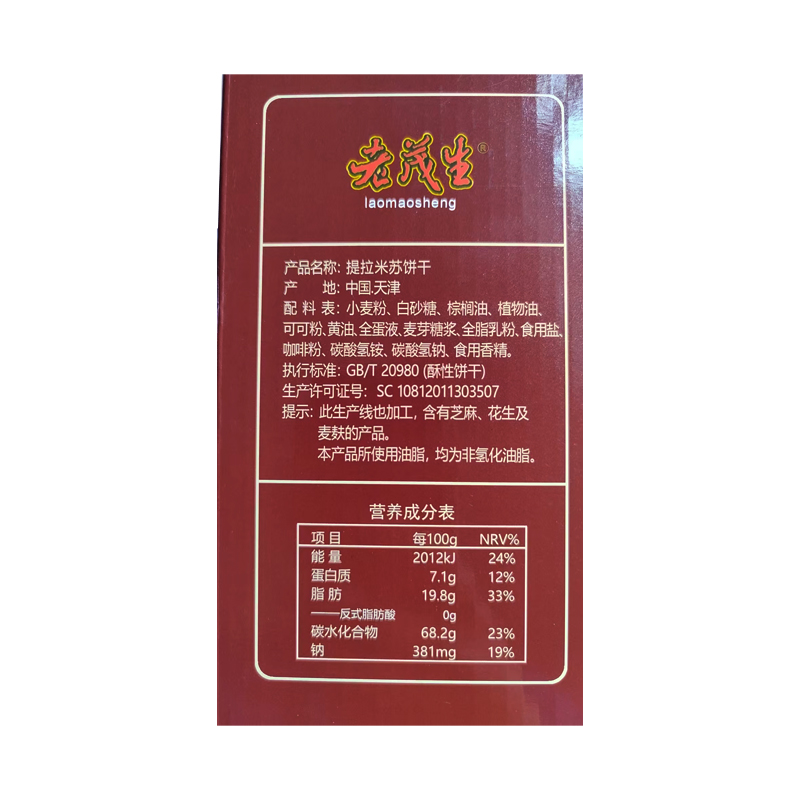 老茂生®
laomaosheng
产品名称：提拉米苏饼干
产 地：中国.天津
配 料 表：小麦粉、白砂糖、棕榈油、植物油、
可可粉、黄油、全蛋液、麦芽糖浆、全脂乳粉、食用盐、
咖啡粉、碳酸氢铵、碳酸氢钠、食用香精。
执行标准：GB/T 20980 (酥性饼干)
生产许可证号：SC 10812011303507
提示：此生产线也加工，含有芝麻、花生及
麦麸的产品。
本产品所使用油脂，均为非氢化油脂。
营养成分表
项目 每100g NRV%
能量 2012kJ 24%
蛋白质 7.1g 12%
脂肪 19.8g 33%
——反式脂肪酸 0g
碳水化合物 68.2g 23%
钠 381mg 19%